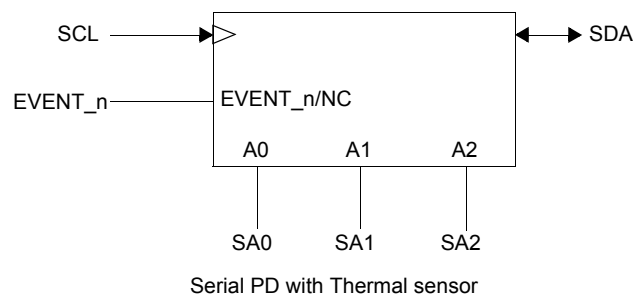 SCL
SDA
EVENT_n
EVENT_n/NC
A0 A1 A2
SA0 SA1 SA2
Serial PD with Thermal sensor